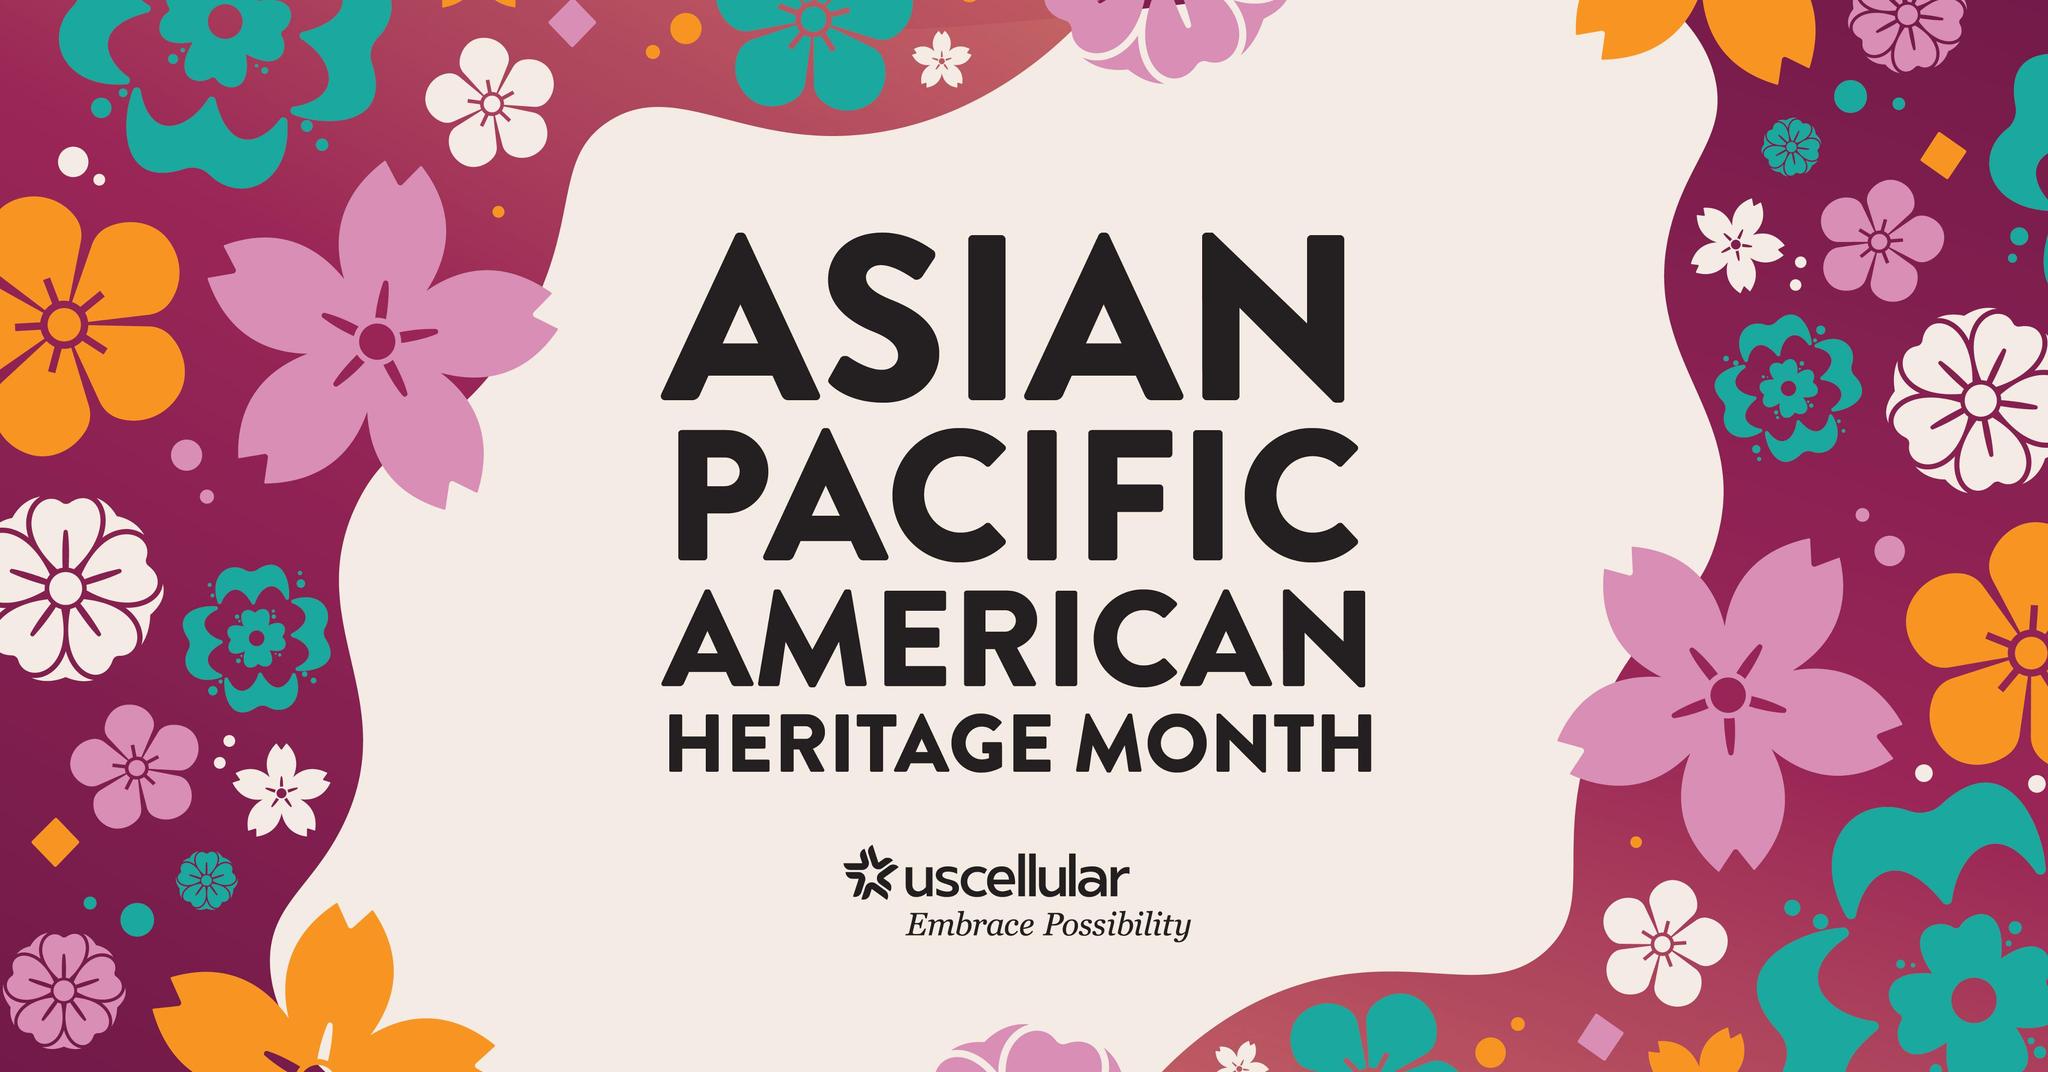 ASIAN
PACIFIC
AMERICAN
HERITAGE MONTH
uscellular
Embrace Possibility